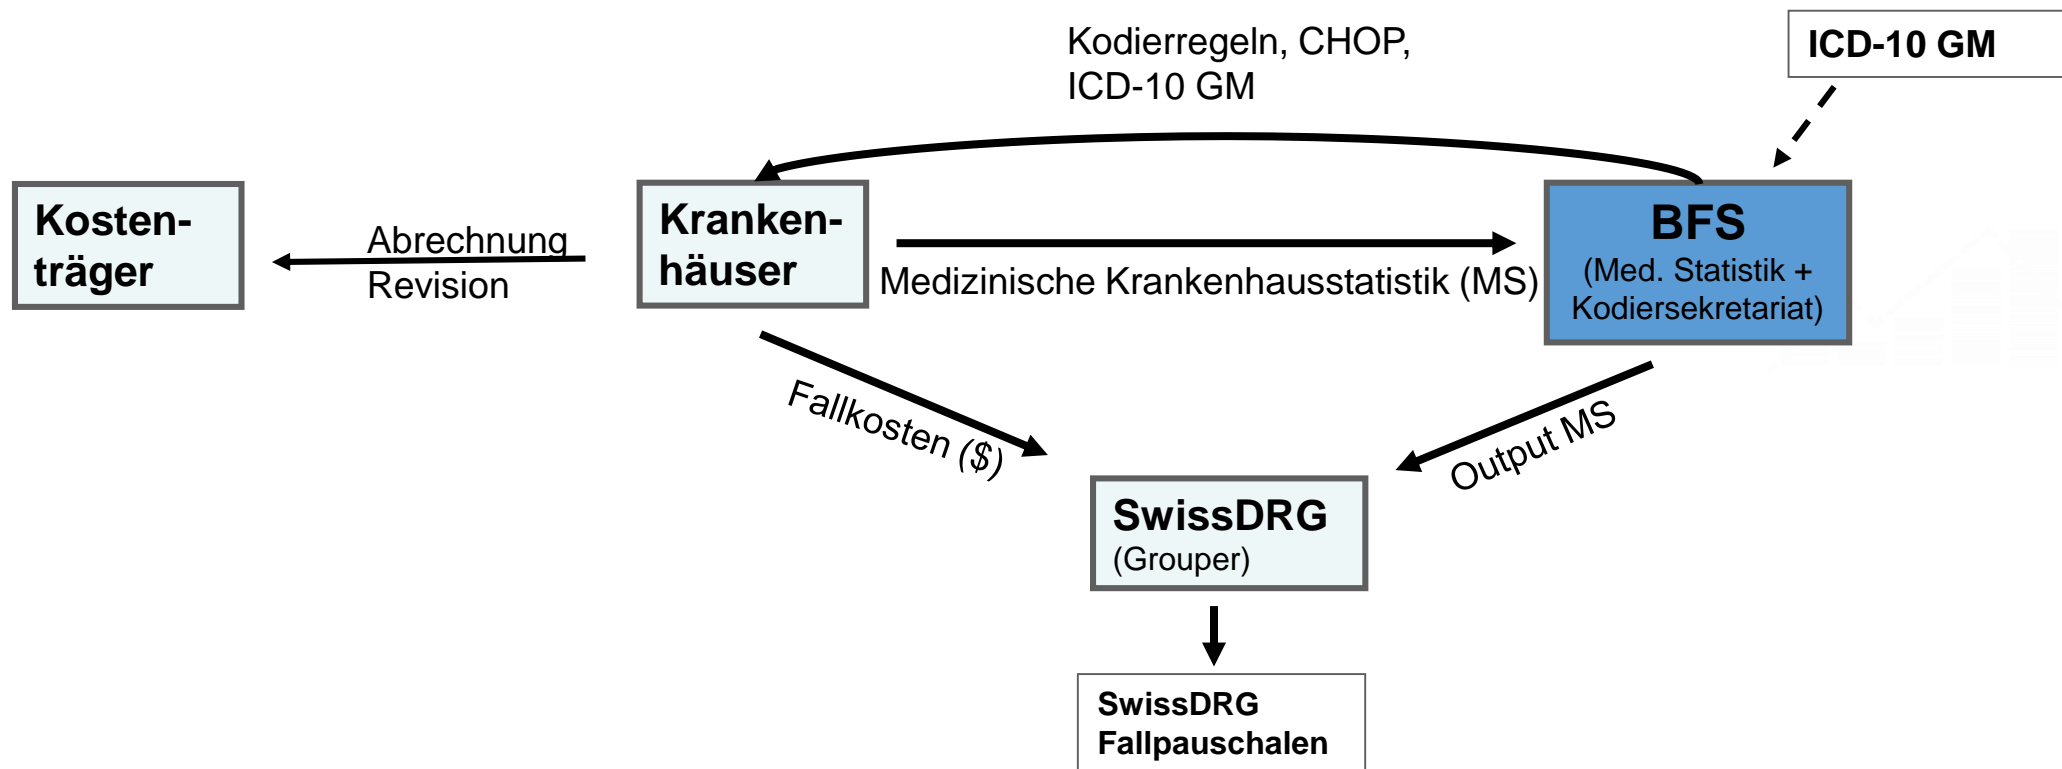 Kodierregeln, CHOP,
ICD-10 GM
ICD-10 GM
Kosten-
träger
Abrechnung
Revision
Kranken-
häuser
Medizinische Krankenhausstatistik (MS)
BFS
(Med. Statistik +
Kodiersekretariat)
Fallkosten ($)
Output MS
SwissDRG
(Grouper)
SwissDRG
Fallpauschalen